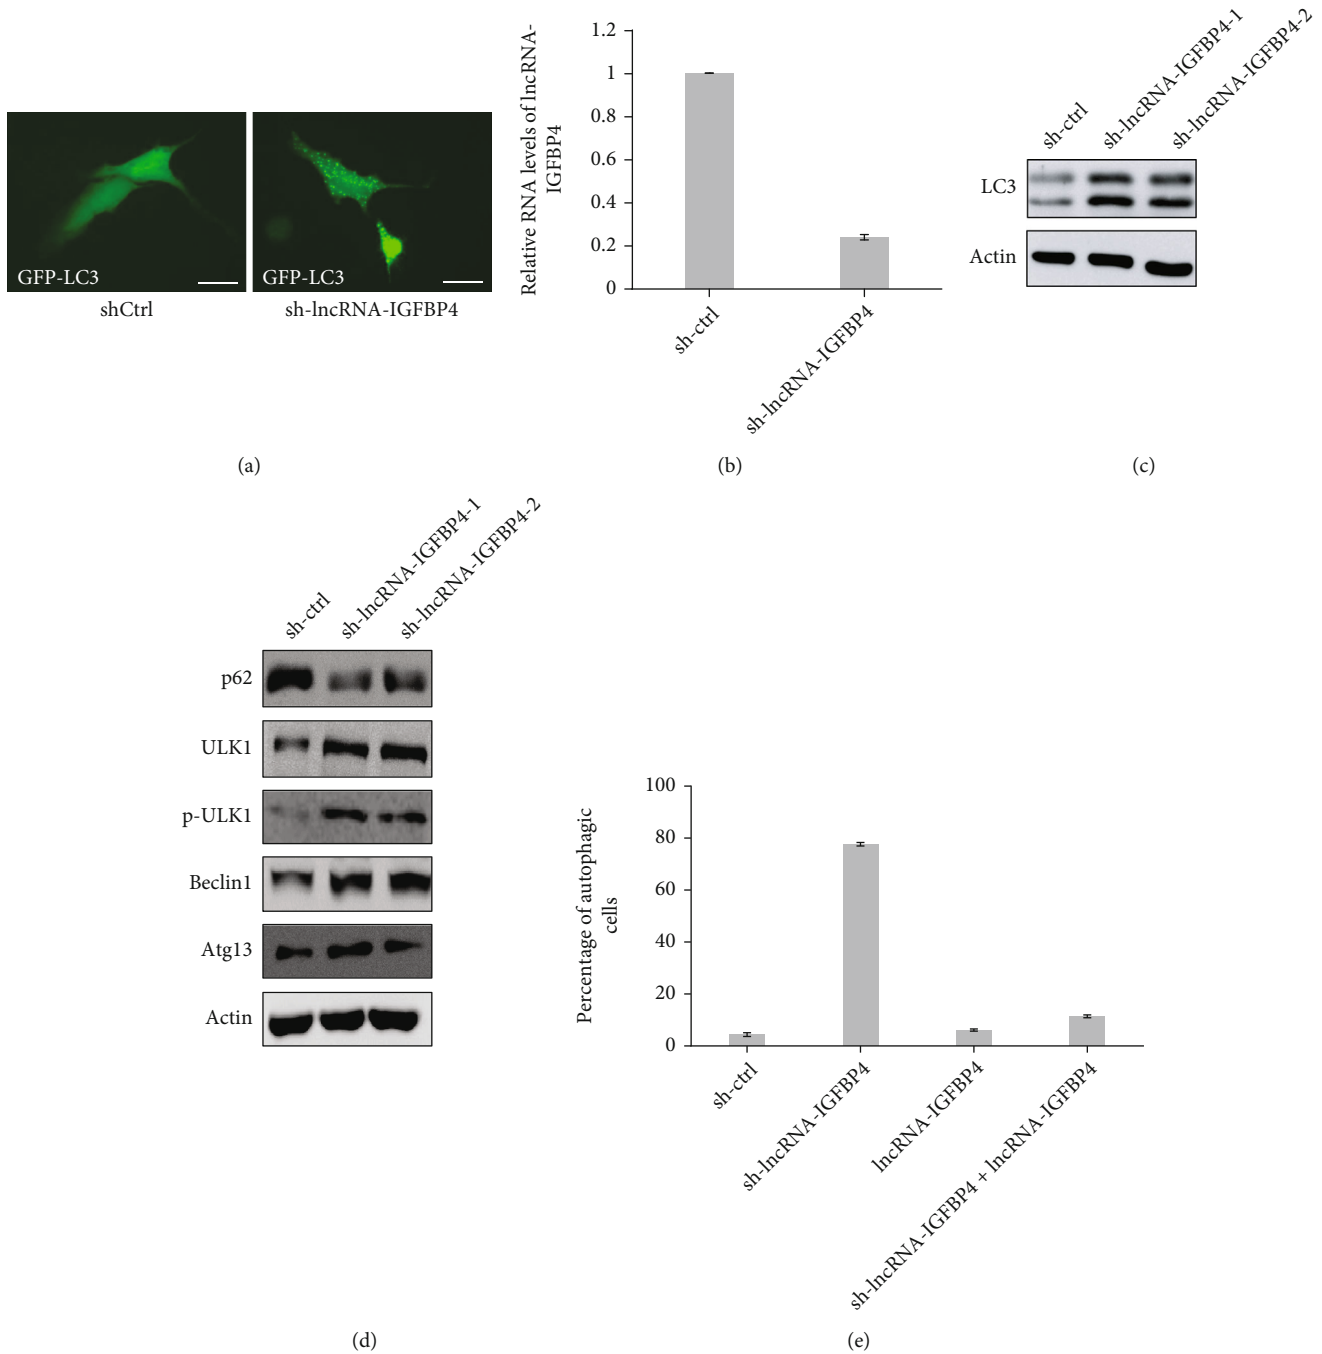 GFP-LC3
shCtrl
GFP-LC3
sh-lncRNA-IGFBP4
(a)
Relative RNA levels of lncRNA-
IGFBP4
1.2
1
0.8
0.6
0.4
0.2
0
sh-ctrl
sh-lncRNA-IGFBP4
(b)
sh-ctrl
sh-lncRNA-IGFBP4-1
sh-lncRNA-IGFBP4-2
LC3
Actin
(c)
sh-ctrl
sh-lncRNA-IGFBP4-1
sh-lncRNA-IGFBP4-2
p62
ULK1
p-ULK1
Beclin1
Atg13
Actin
(d)
Percentage of autophagic
cells
100
80
60
40
20
0
sh-ctrl
sh-lncRNA-IGFBP4
lncRNA-IGFBP4
sh-lncRNA-IGFBP4 + lncRNA-IGFBP4
(e)